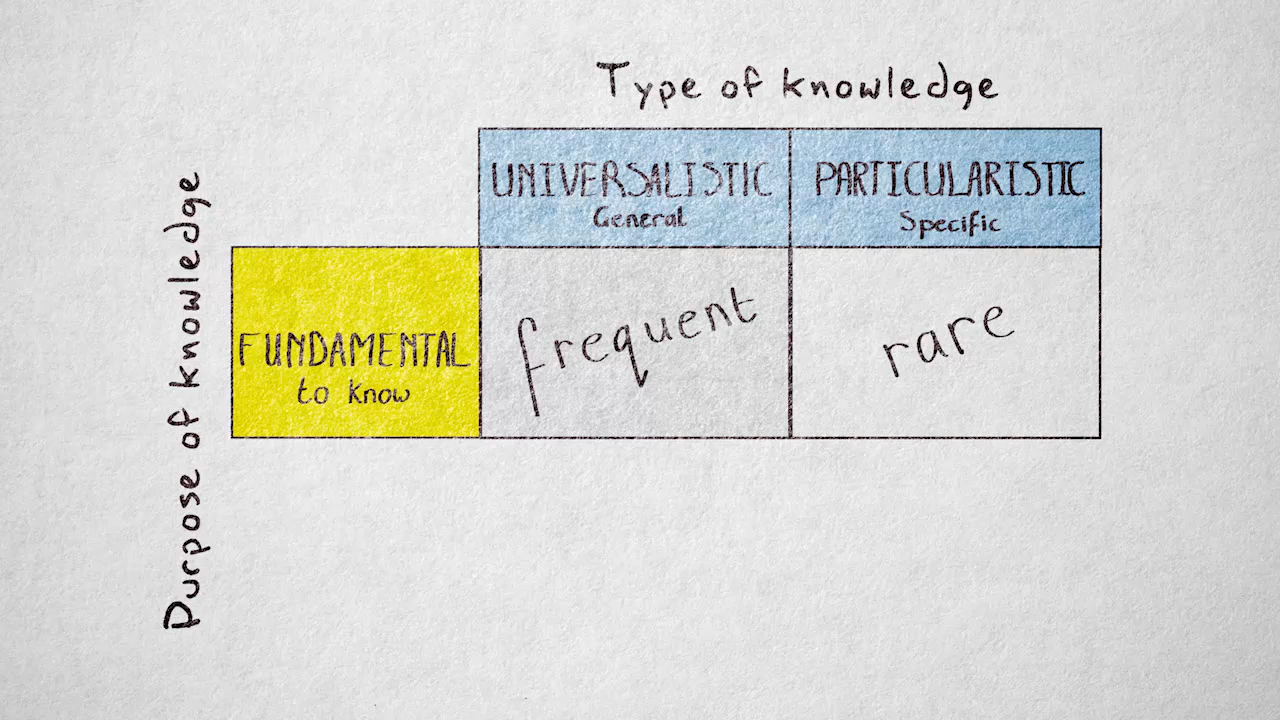 Type of knowledge
UNIVERSALISTIC
General
PARTICULARISTIC
Specific
Purpose of knowledge
FUNDAMENTAL
to know
frequent
rare